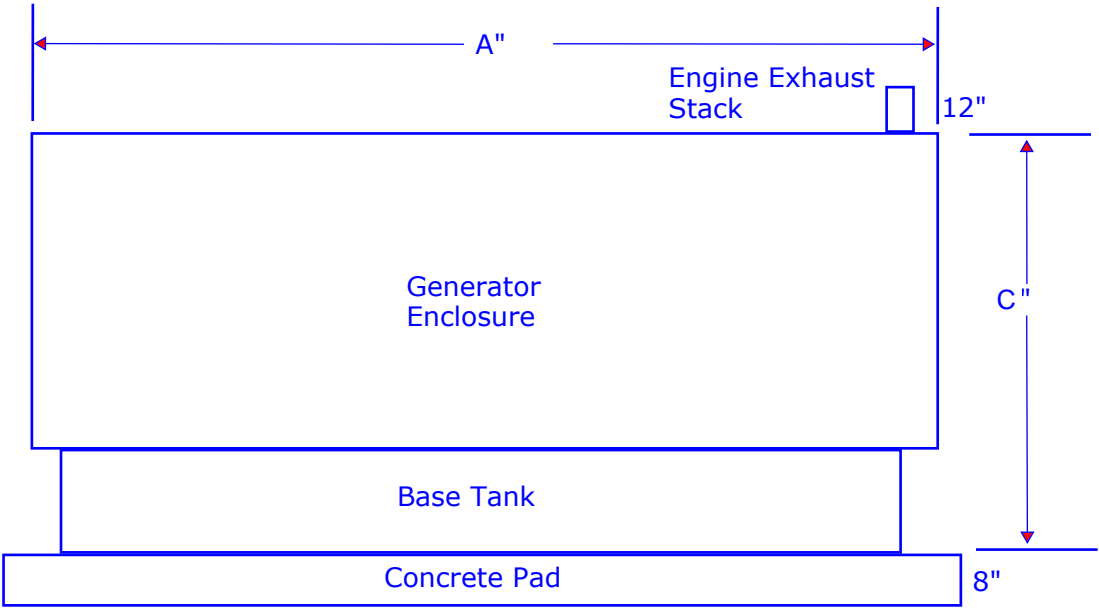 A"
Engine Exhaust
Stack
12"
Generator
Enclosure
C"
Base Tank
Concrete Pad
8"